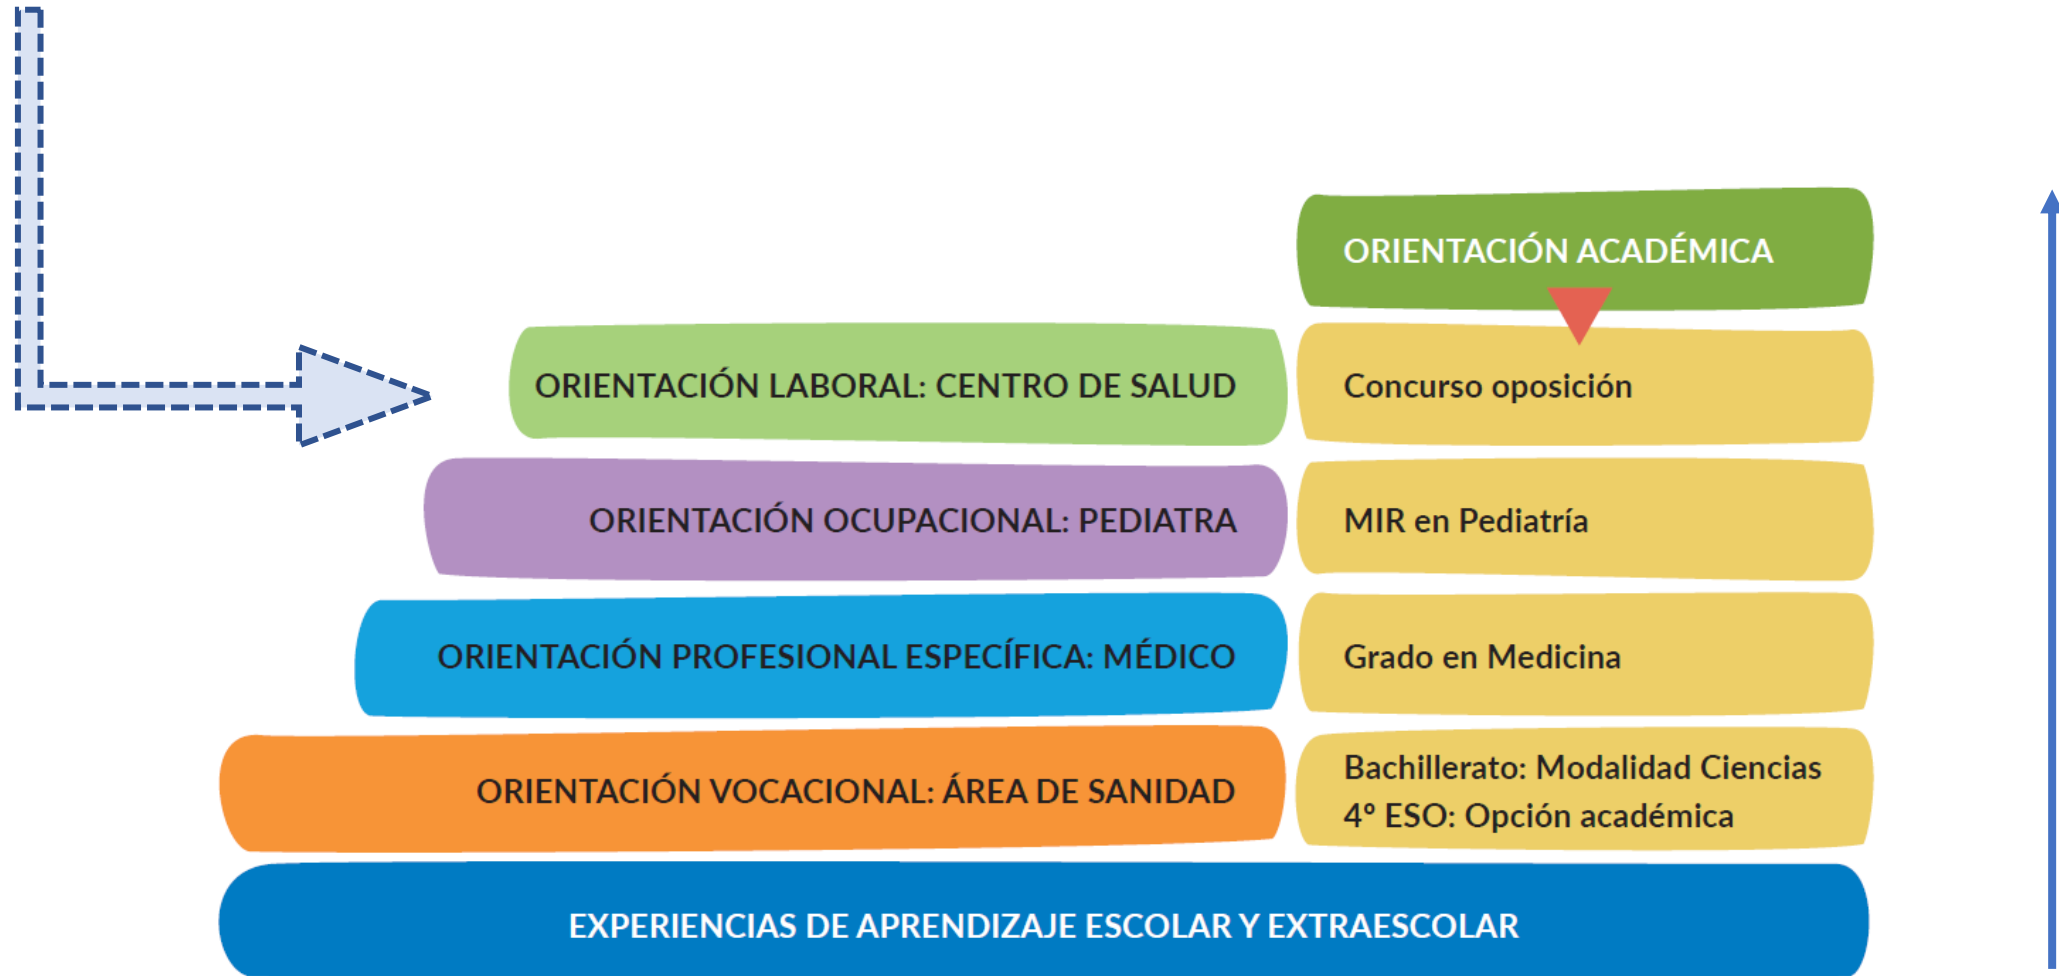 ORIENTACIÓN ACADÉMICA
ORIENTACIÓN LABORAL: CENTRO DE SALUD
Concurso oposición
ORIENTACIÓN OCUPACIONAL: PEDIATRA
MIR en Pediatría
ORIENTACIÓN PROFESIONAL ESPECÍFICA: MÉDICO
Grado en Medicina
ORIENTACIÓN VOCACIONAL: ÁREA DE SANIDAD
Bachillerato: Modalidad Ciencias
4º ESO: Opción académica
EXPERIENCIAS DE APRENDIZAJE ESCOLAR Y EXTRAESCOLAR